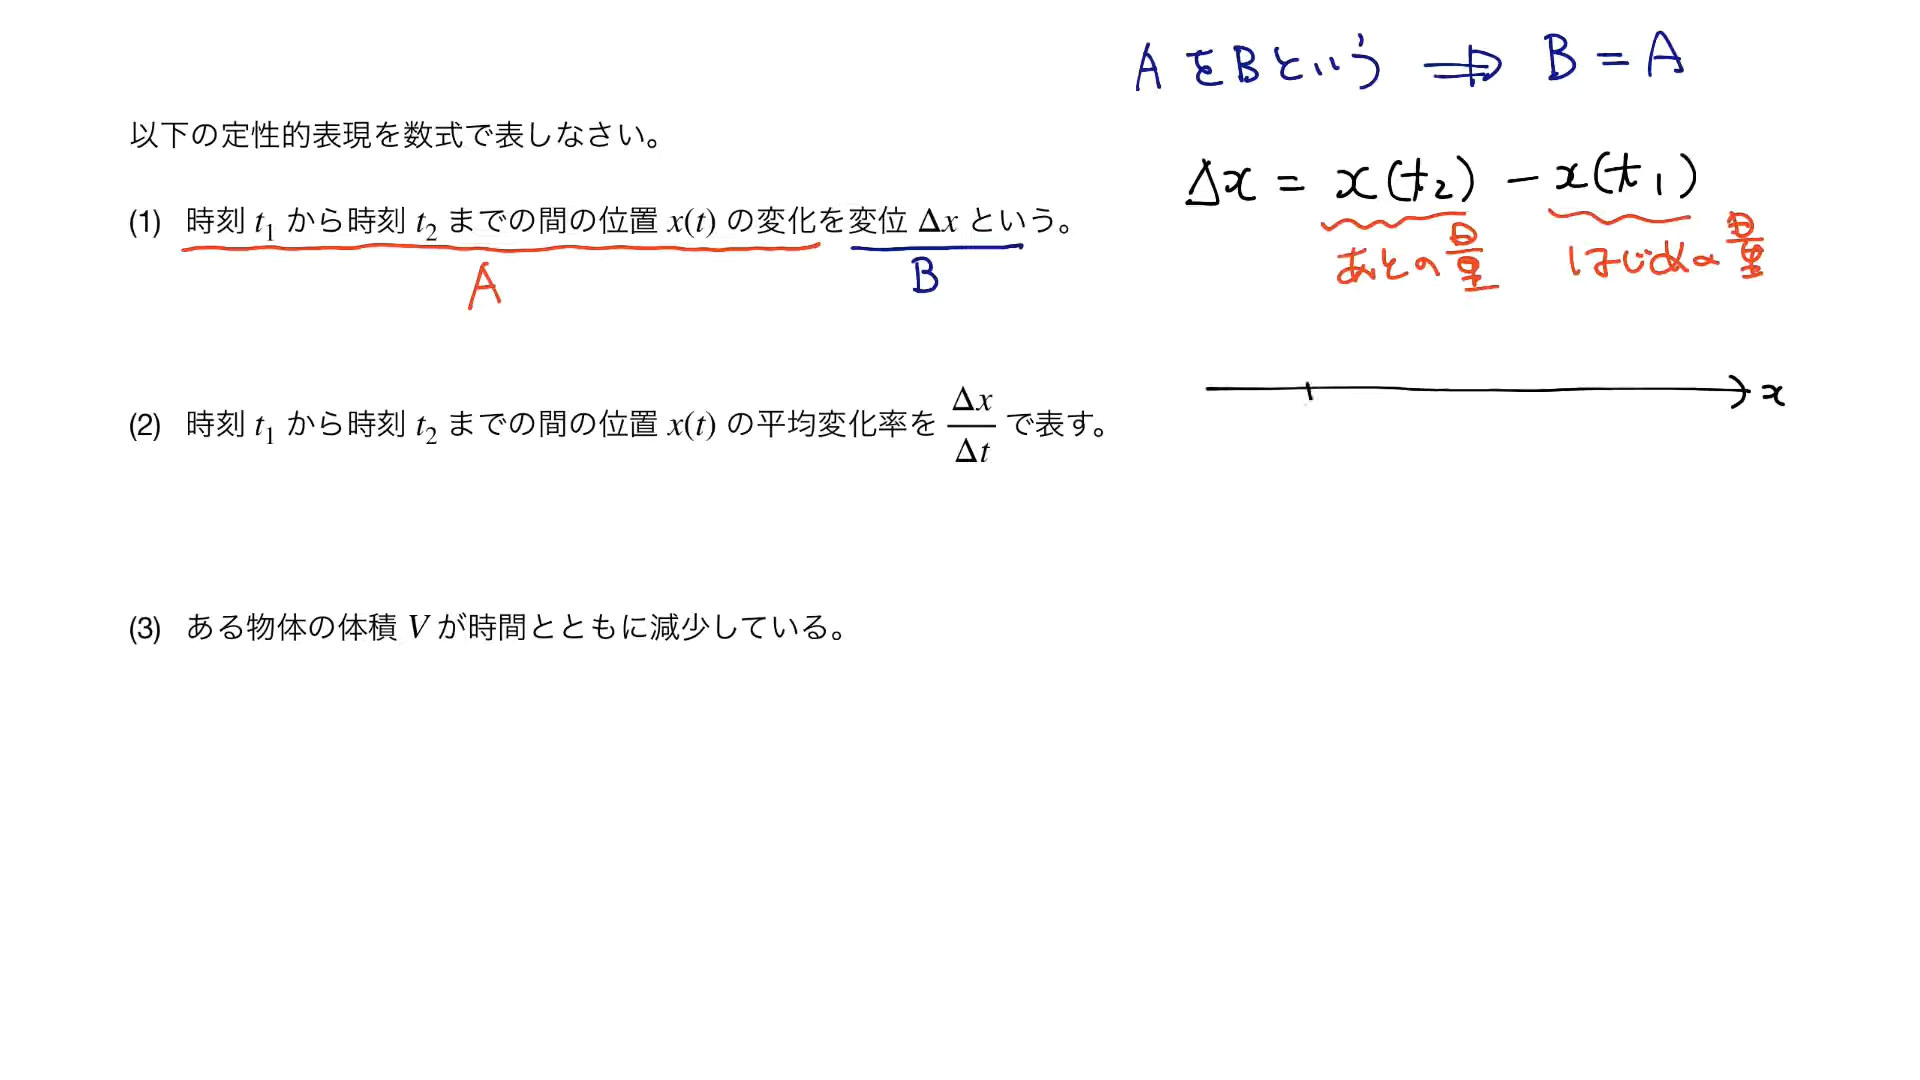 AをBという ⇒ B = A
以下の定性的表現を数式で表しなさい。
Δx = x(t₂) − x(t₁)
あとの量 はじめの量
(1) 時刻 t₁ から時刻 t₂ までの間の位置 x(t) の変化を変位 Δx という。
A B
(2) 時刻 t₁ から時刻 t₂ までの間の位置 x(t) の平均変化率を Δx/Δt で表す。
x
(3) ある物体の体積 V が時間とともに減少している。